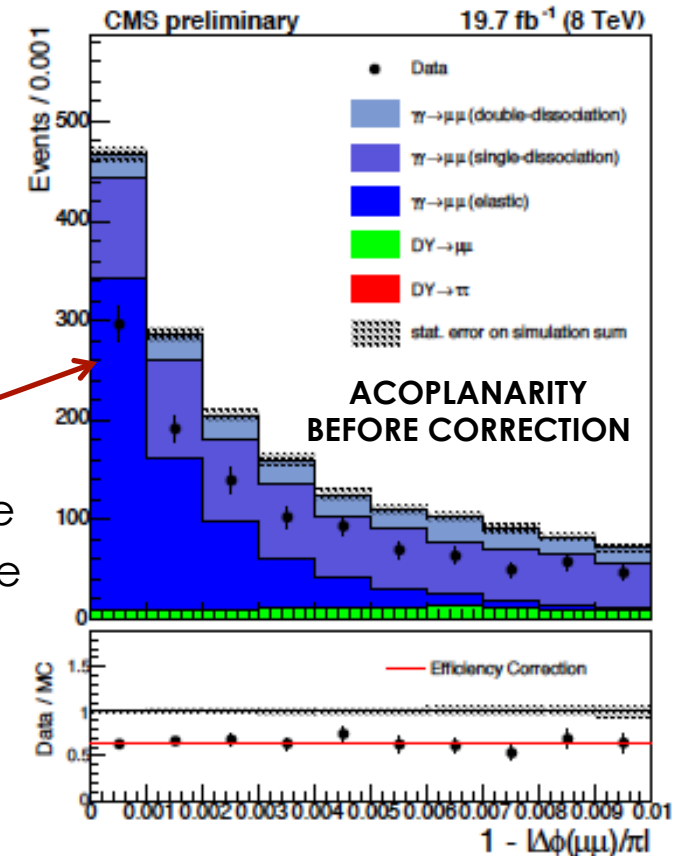 CMS preliminary 19.7 fb⁻¹ (8 TeV)
Events / 0.001
500
400
300
200
100
0
Data
γγ→μμ (double-dissociation)
γγ→μμ (single-dissociation)
γγ→μμ (elastic)
DY→μμ
DY→ττ
stat. error on simulation sum
ACOPLANARITY
BEFORE CORRECTION
e
e
Data / MC
1.5
1
0.5
0
Efficiency Correction
0 0.001 0.002 0.003 0.004 0.005 0.006 0.007 0.008 0.009 0.01
1 - |Δϕ(μμ)/π|